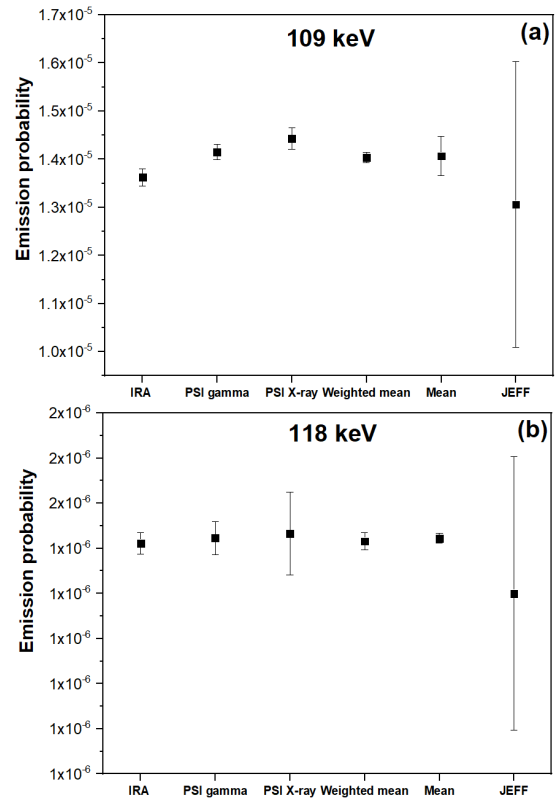 1.7x10⁻⁵
109 keV
(a)
1.6x10⁻⁵
1.5x10⁻⁵
1.4x10⁻⁵
1.3x10⁻⁵
1.2x10⁻⁵
1.1x10⁻⁵
1.0x10⁻⁵
Emission probability
IRA PSI gamma PSI X-ray Weighted mean Mean JEFF
2x10⁻⁶
118 keV
(b)
2x10⁻⁶
2x10⁻⁶
1x10⁻⁶
1x10⁻⁶
1x10⁻⁶
1x10⁻⁶
1x10⁻⁶
1x10⁻⁶
Emission probability
IRA PSI gamma PSI X-ray Weighted mean Mean JEFF